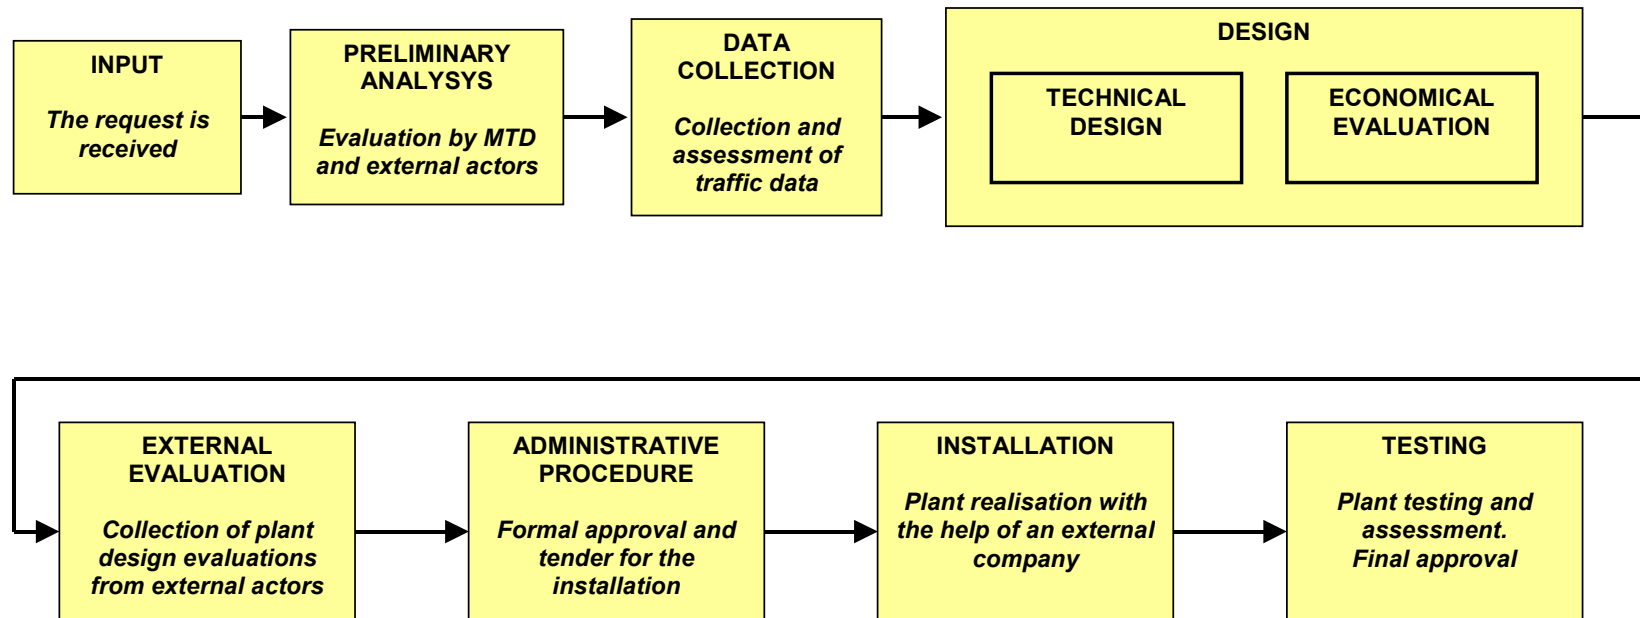 INPUT
The request is
received
PRELIMINARY
ANALYSYS
Evaluation by MTD
and external actors
DATA
COLLECTION
Collection and
assessment of
traffic data
DESIGN
TECHNICAL
DESIGN
ECONOMICAL
EVALUATION
EXTERNAL
EVALUATION
Collection of plant
design evaluations
from external actors
ADMINISTRATIVE
PROCEDURE
Formal approval and
tender for the
installation
INSTALLATION
Plant realisation with
the help of an external
company
TESTING
Plant testing and
assessment.
Final approval